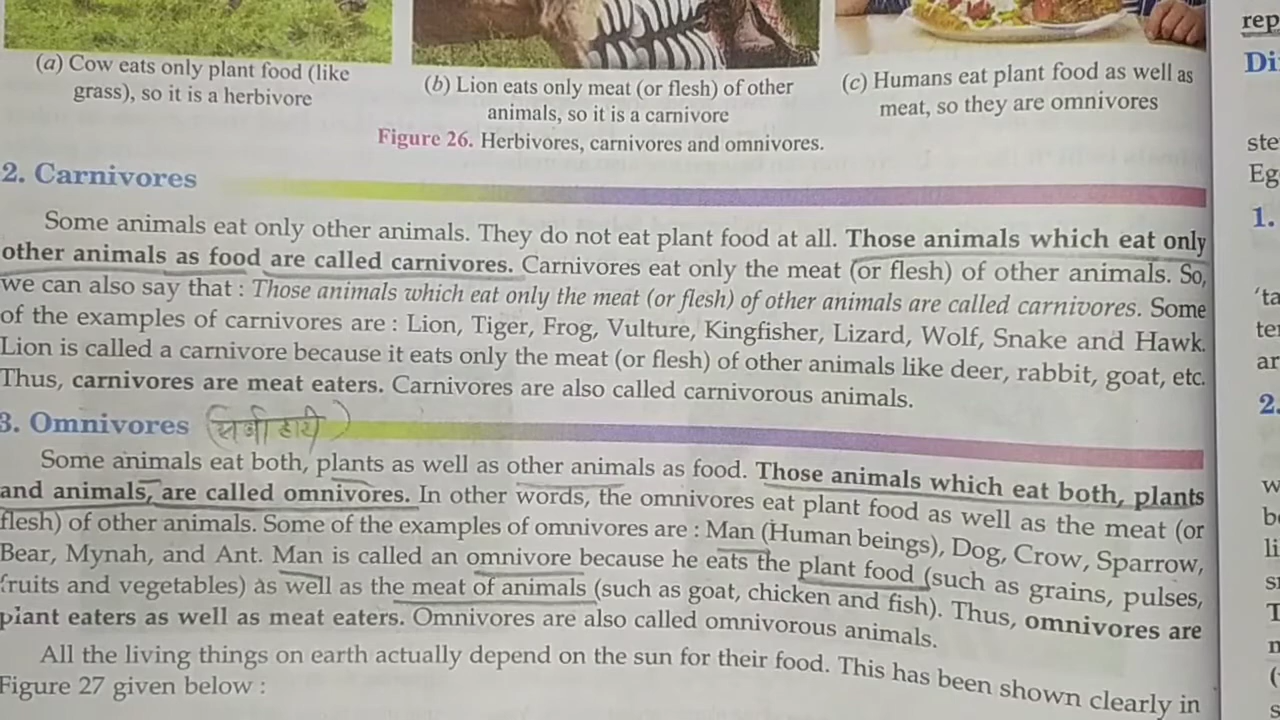 (a) Cow eats only plant food (like
grass), so it is a herbivore
(b) Lion eats only meat (or flesh) of other
animals, so it is a carnivore
(c) Humans eat plant food as well as
meat, so they are omnivores
Figure 26. Herbivores, carnivores and omnivores.
2. Carnivores
Some animals eat only other animals. They do not eat plant food at all. Those animals which eat only
other animals as food are called carnivores. Carnivores eat only the meat (or flesh) of other animals. So,
we can also say that : Those animals which eat only the meat (or flesh) of other animals are called carnivores. Some
of the examples of carnivores are : Lion, Tiger, Frog, Vulture, Kingfisher, Lizard, Wolf, Snake and Hawk.
Lion is called a carnivore because it eats only the meat (or flesh) of other animals like deer, rabbit, goat, etc.
Thus, carnivores are meat eaters. Carnivores are also called carnivorous animals.
3. Omnivores
Some animals eat both, plants as well as other animals as food. Those animals which eat both, plants
and animals, are called omnivores. In other words, the omnivores eat plant food as well as the meat (or
flesh) of other animals. Some of the examples of omnivores are : Man (Human beings), Dog, Crow, Sparrow,
Bear, Mynah, and Ant. Man is called an omnivore because he eats the plant food (such as grains, pulses,
fruits and vegetables) as well as the meat of animals (such as goat, chicken and fish). Thus, omnivores are
plant eaters as well as meat eaters. Omnivores are also called omnivorous animals.
All the living things on earth actually depend on the sun for their food. This has been shown clearly in
Figure 27 given below :
rep
Di
ste
Eg
1.
'ta
ter
ar
2.
w
b
li